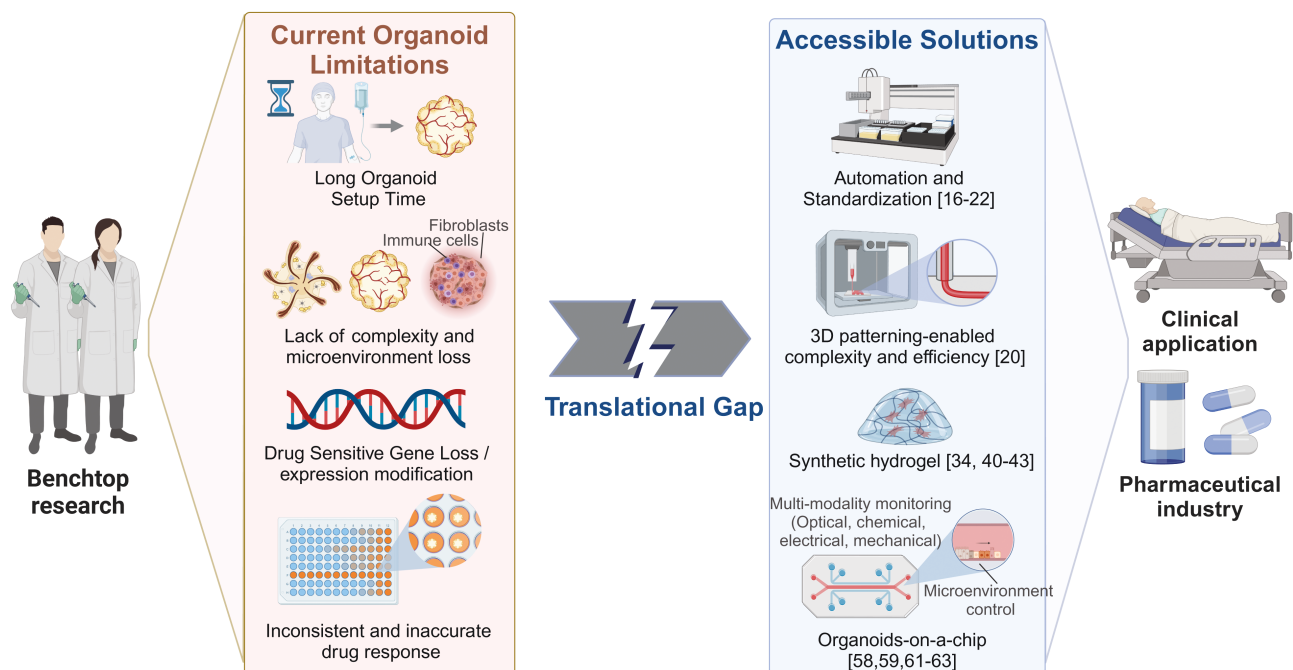 Current Organoid
Limitations
Long Organoid
Setup Time
Fibroblasts
Immune cells
Lack of complexity and
microenvironment loss
Drug Sensitive Gene Loss /
expression modification
Inconsistent and inaccurate
drug response
Benchtop
research
Translational Gap
Accessible Solutions
Automation and
Standardization [16-22]
3D patterning-enabled
complexity and efficiency [20]
Synthetic hydrogel [34, 40-43]
Multi-modality monitoring
(Optical, chemical,
electrical, mechanical)
Microenvironment
control
Organoids-on-a-chip
[58,59,61-63]
Clinical
application
Pharmaceutical
industry